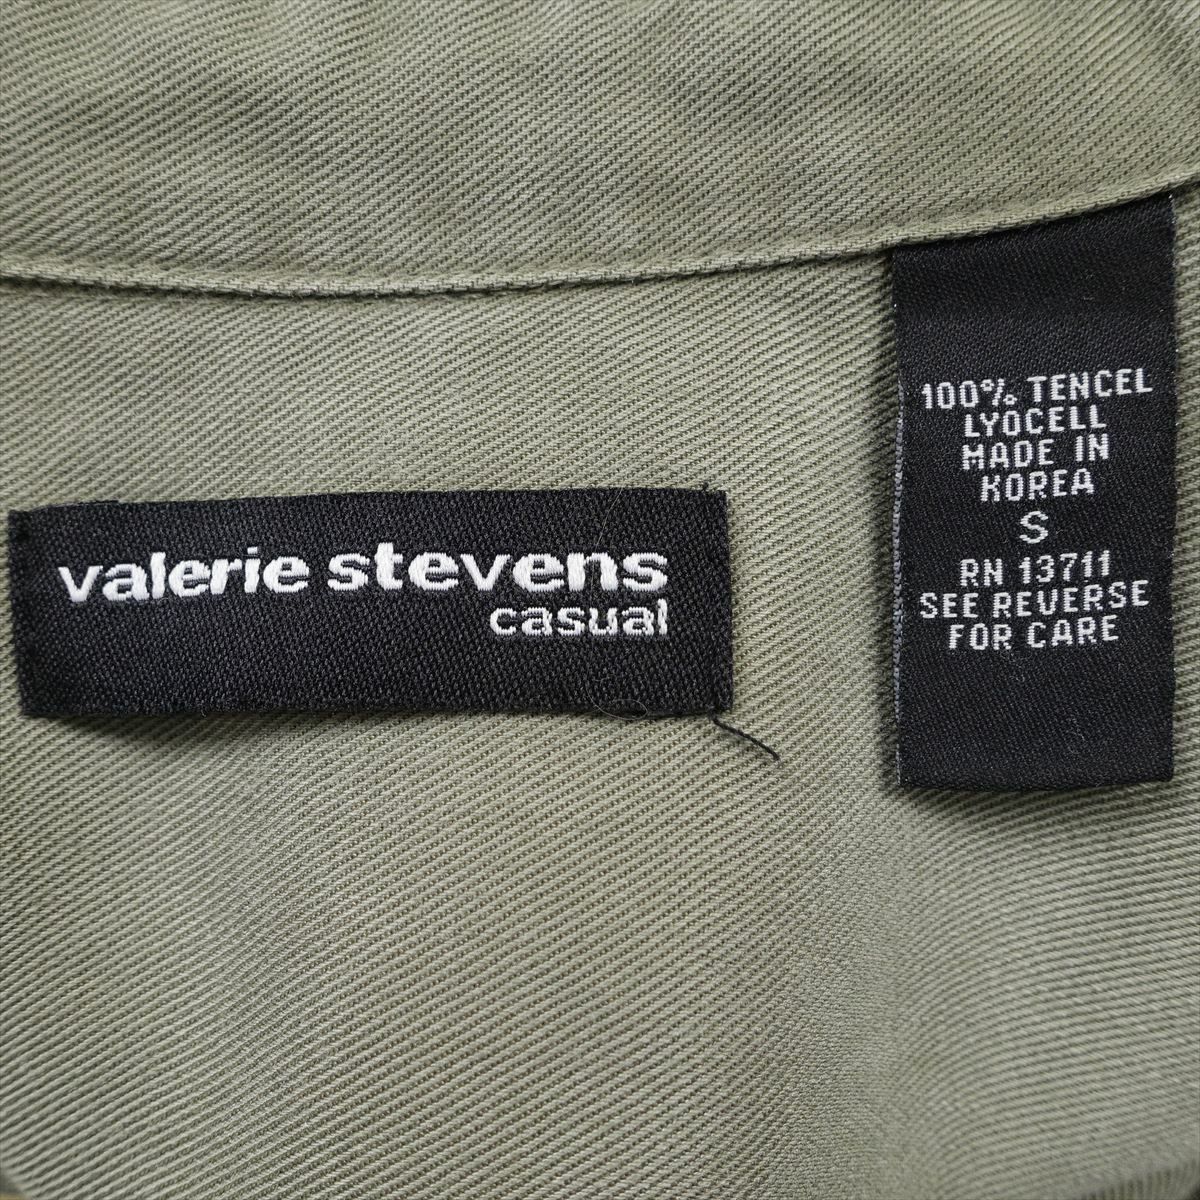 valerie stevens
casual
100% TENCEL
LYOCELL
MADE IN
KOREA
S
RN 13711
SEE REVERSE
FOR CARE